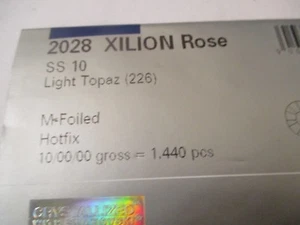 2028 XILION Rose
SS 10
Light Topaz (226)
M-Foiled
Hotfix
10/00/00 gross = 1,440 pcs